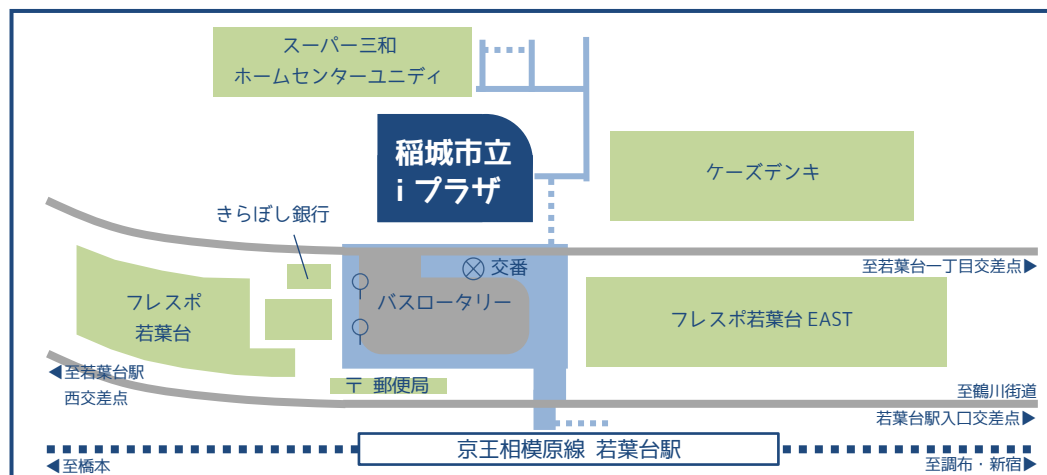 スーパー三和
ホームセンターユニディ
稲城市立
i プラザ
ケーズデンキ
きらぼし銀行
交番
至若葉台一丁目交差点▶
バスロータリー
フレスポ
若葉台
フレスポ若葉台 EAST
◀至若葉台駅
西交差点
〒 郵便局
至鶴川街道
若葉台駅入口交差点▶
京王相模原線 若葉台駅
◀至橋本
至調布・新宿▶